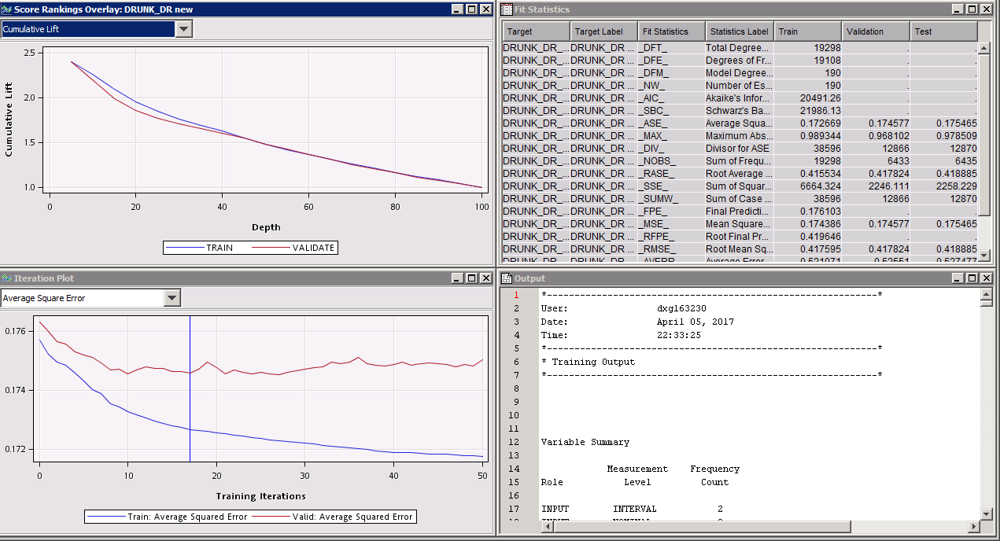 Score Rankings Overlay: DRUNK_DR new
Cumulative Lift
2.5
2.0
1.5
1.0
Cumulative Lift
0 20 40 60 80 100
Depth
TRAIN VALIDATE
Fit Statistics
Target Target Label Fit Statistics Statistics Label Train Validation Test
DRUNK_DR_... DRUNK_DR ... _DFT_ Total Degree... 19298 . .
DRUNK_DR_... DRUNK_DR ... _DFE_ Degrees of Fr... 19108 . .
DRUNK_DR_... DRUNK_DR ... _DFM_ Model Degree... 190 . .
DRUNK_DR_... DRUNK_DR ... _NW_ Number of Es... 190 . .
DRUNK_DR_... DRUNK_DR ... _AIC_ Akaike's Infor... 20491.26 . .
DRUNK_DR_... DRUNK_DR ... _SBC_ Schwarz's Ba... 21986.13 . .
DRUNK_DR_... DRUNK_DR ... _ASE_ Average Squa... 0.172669 0.174577 0.175465
DRUNK_DR_... DRUNK_DR ... _MAX_ Maximum Abs... 0.989344 0.968102 0.978509
DRUNK_DR_... DRUNK_DR ... _DIV_ Divisor for ASE 38596 12866 12870
DRUNK_DR_... DRUNK_DR ... _NOBS_ Sum of Frequ... 19298 6433 6435
DRUNK_DR_... DRUNK_DR ... _RASE_ Root Average ... 0.415534 0.417824 0.418885
DRUNK_DR_... DRUNK_DR ... _SSE_ Sum of Squar... 6664.324 2246.111 2258.229
DRUNK_DR_... DRUNK_DR ... _SUMW_ Sum of Case ... 38596 12866 12870
DRUNK_DR_... DRUNK_DR ... _FPE_ Final Predicti... 0.176103 . .
DRUNK_DR_... DRUNK_DR ... _MSE_ Mean Square... 0.174386 0.174577 0.175465
DRUNK_DR_... DRUNK_DR ... _RFPE_ Root Final Pr... 0.419646 . .
DRUNK_DR_... DRUNK_DR ... _RMSE_ Root Mean Sq... 0.417595 0.417824 0.418885
DRUNK_DR_... DRUNK_DR ... _AVERR_ Average Error... 0.521071 0.52551 0.527477
Iteration Plot
Average Square Error
0.176
0.174
0.172
0 10 20 30 40 50
Training Iterations
Train: Average Squared Error Valid: Average Squared Error
Output
1 *------------------------------------------------------------*
2 User: dxg163230
3 Date: April 05, 2017
4 Time: 22:33:25
5 *------------------------------------------------------------*
6 * Training Output
7 *------------------------------------------------------------*
8
9
10
11
12 Variable Summary
13
14 Measurement Frequency
15 Role Level Count
16
17 INPUT INTERVAL 2